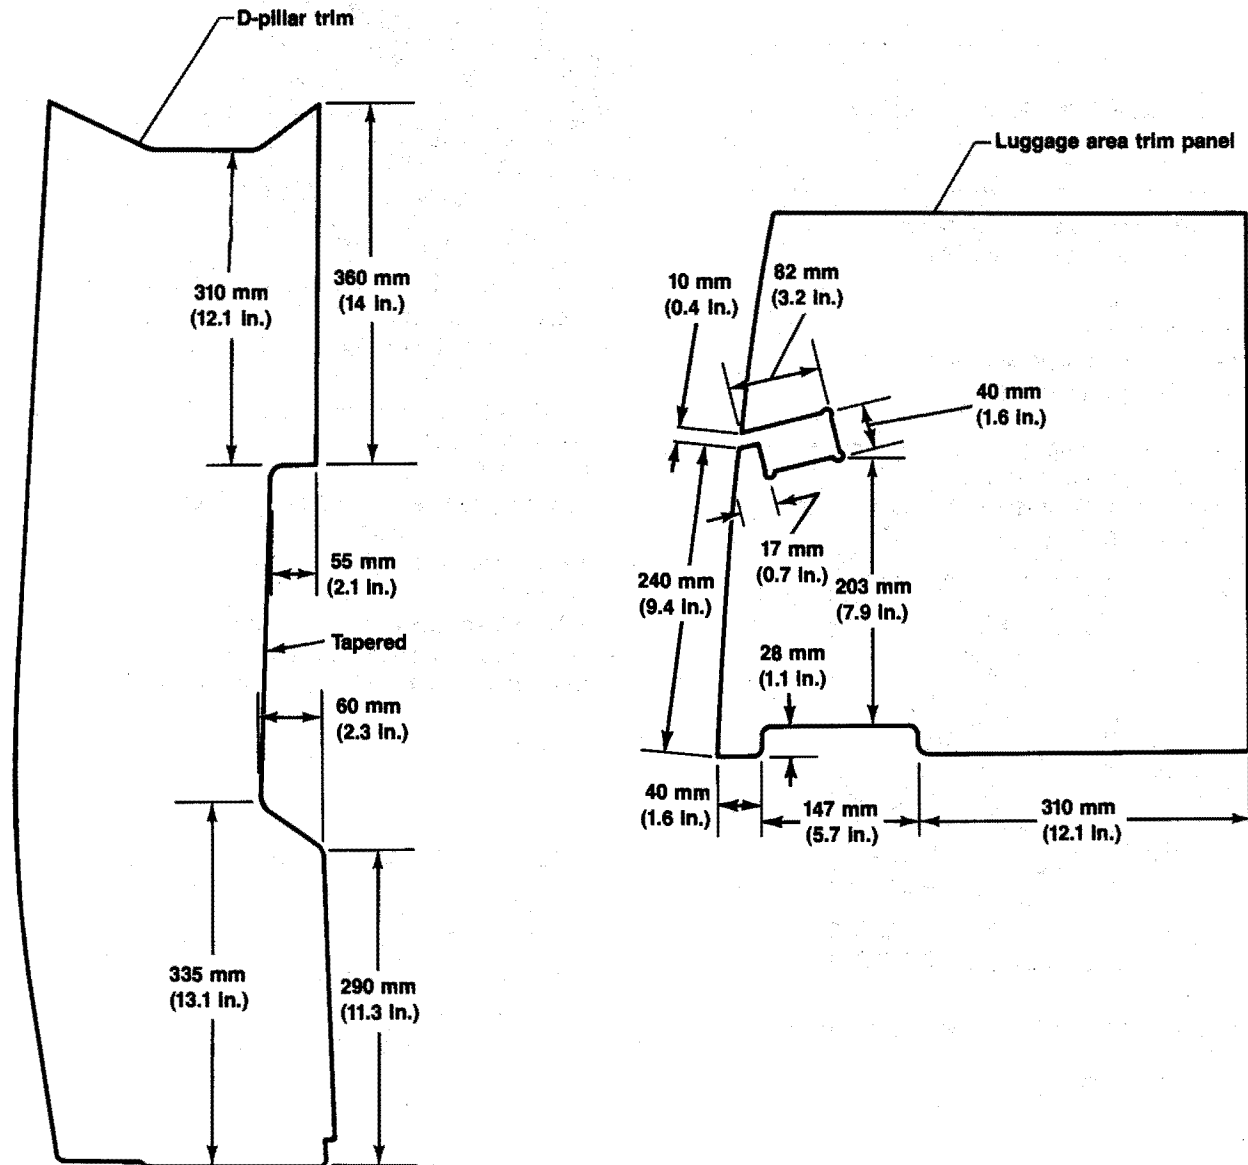 D-pillar trim
310 mm
(12.1 in.)
360 mm
(14 in.)
55 mm
(2.1 in.)
Tapered
60 mm
(2.3 in.)
335 mm
(13.1 in.)
290 mm
(11.3 in.)
Luggage area trim panel
10 mm
(0.4 in.)
82 mm
(3.2 in.)
40 mm
(1.6 in.)
17 mm
(0.7 in.)
240 mm
(9.4 in.)
203 mm
(7.9 in.)
28 mm
(1.1 in.)
40 mm
(1.6 in.)
147 mm
(5.7 in.)
310 mm
(12.1 in.)